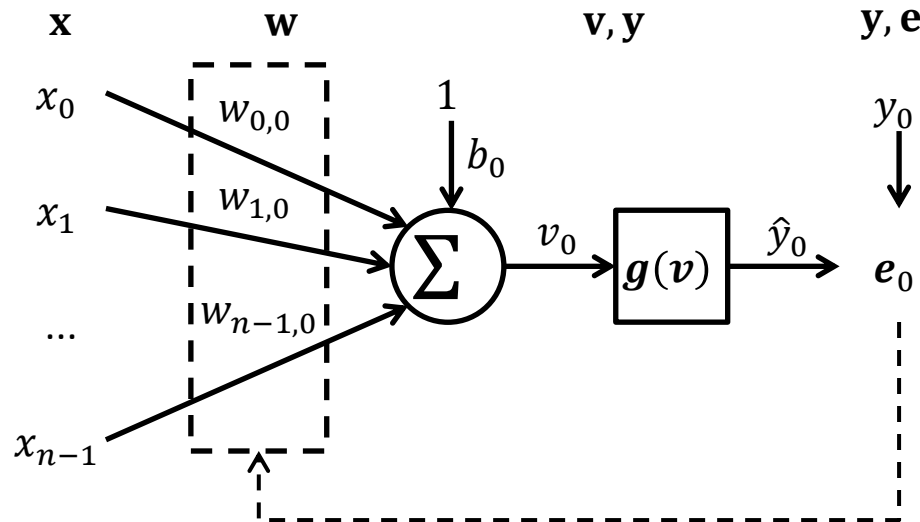 x w v, y y, e
x₀ w₀,₀ 1 y₀
b₀
x₁ w₁,₀ v₀ ŷ₀
Σ g(v) e₀
... wₙ₋₁,₀
xₙ₋₁